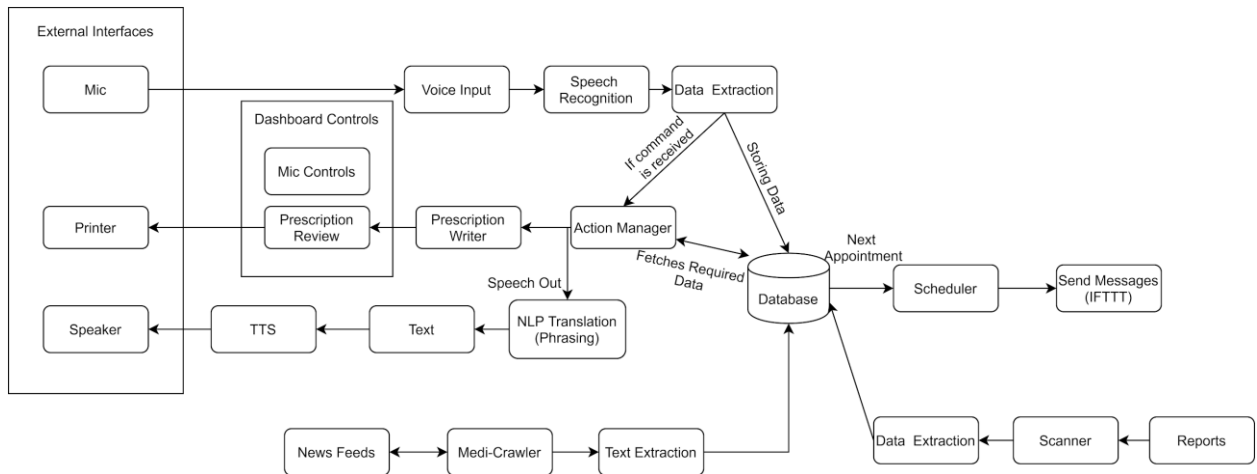 External Interfaces
Mic
Voice Input
Speech
Recognition
Data Extraction
Dashboard Controls
Mic Controls
If command
is received
Storing Data
Printer
Prescription
Review
Prescription
Writer
Action Manager
Fetches Required
Data
Next
Appointment
Database
Scheduler
Send Messages
(IFTTT)
Speech Out
Speaker
TTS
Text
NLP Translation
(Phrasing)
News Feeds
Medi-Crawler
Text Extraction
Data Extraction
Scanner
Reports